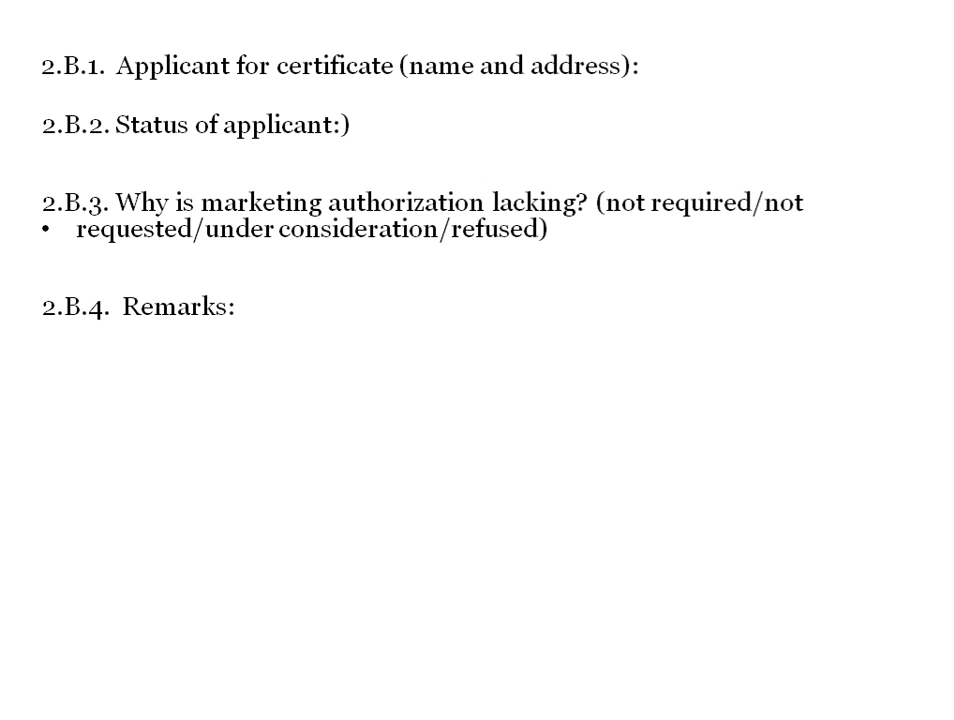 2.B.1. Applicant for certificate (name and address):
2.B.2. Status of applicant:)
2.B.3. Why is marketing authorization lacking? (not required/not
• requested/under consideration/refused)
2.B.4. Remarks: